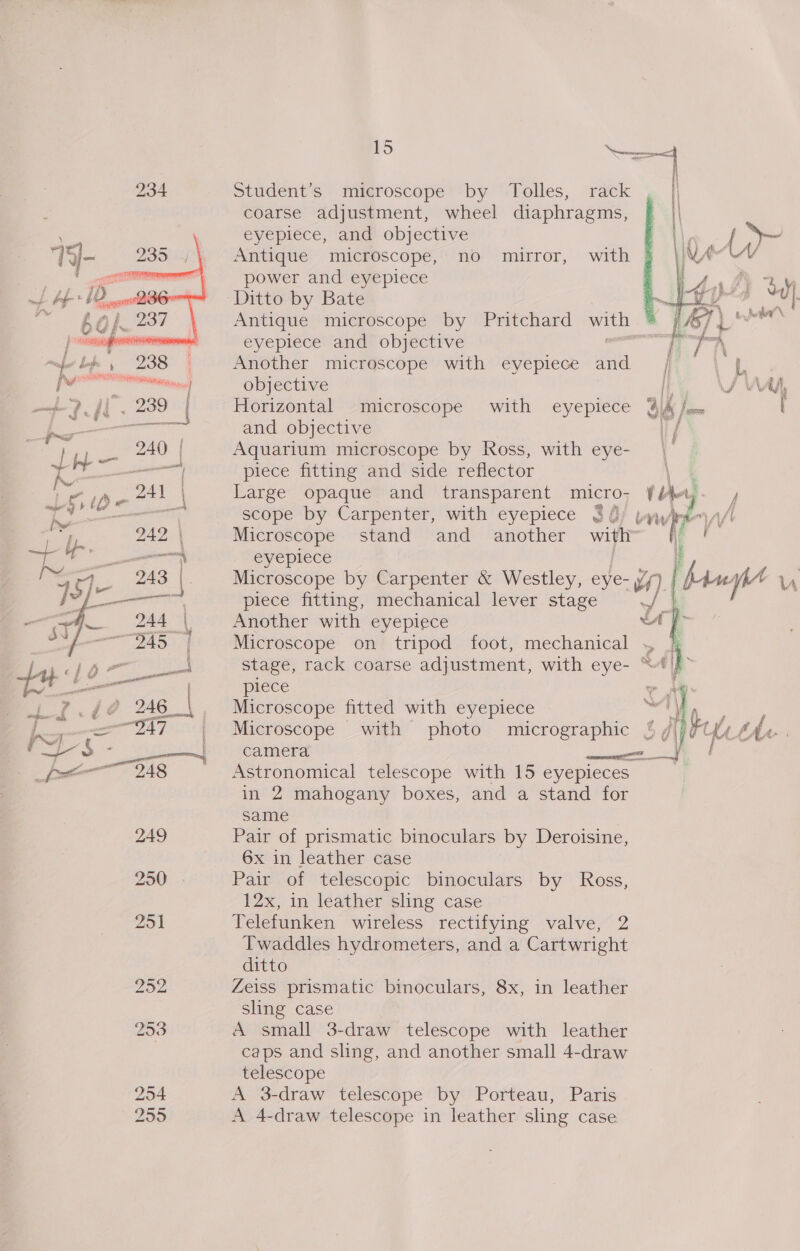 15
234 Student's microscope by Tolles, rack
coarse adjustment, wheel diaphragms,
eyepiece, and objective
235 Antique microscope, no mirror, with
power and eyepiece
236 Ditto by Bate
237 Antique microscope by Pritchard with
eyepiece and objective
238 Another microscope with eyepiece and
objective
239 Horizontal microscope with eyepiece
and objective
240 Aquarium microscope by Ross, with eye-
piece fitting and side reflector
241 Large opaque and transparent micro-
scope by Carpenter, with eyepiece
242 Microscope stand and another with
eyepiece
243 Microscope by Carpenter & Westley, eye-
piece fitting, mechanical lever stage
244 Another with eyepiece
245 Microscope on tripod foot, mechanical
stage, rack coarse adjustment, with eye-
piece
246 Microscope fitted with eyepiece
247 Microscope with photo micrographic
camera
248 Astronomical telescope with 15 eyepieces
in 2 mahogany boxes, and a stand for
same
249 Pair of prismatic binoculars by Deroisine,
6x in leather case
250 Pair of telescopic binoculars by Ross,
12x, in leather sling case
251 Telefunken wireless rectifying valve, 2
Twaddles hydrometers, and a Cartwright
ditto
252 Zeiss prismatic binoculars, 8x, in leather
sling case
253 A small 3-draw telescope with leather
caps and sling, and another small 4-draw
telescope
254 A 3-draw telescope by Porteau, Paris
255 A 4-draw telescope in leather sling case